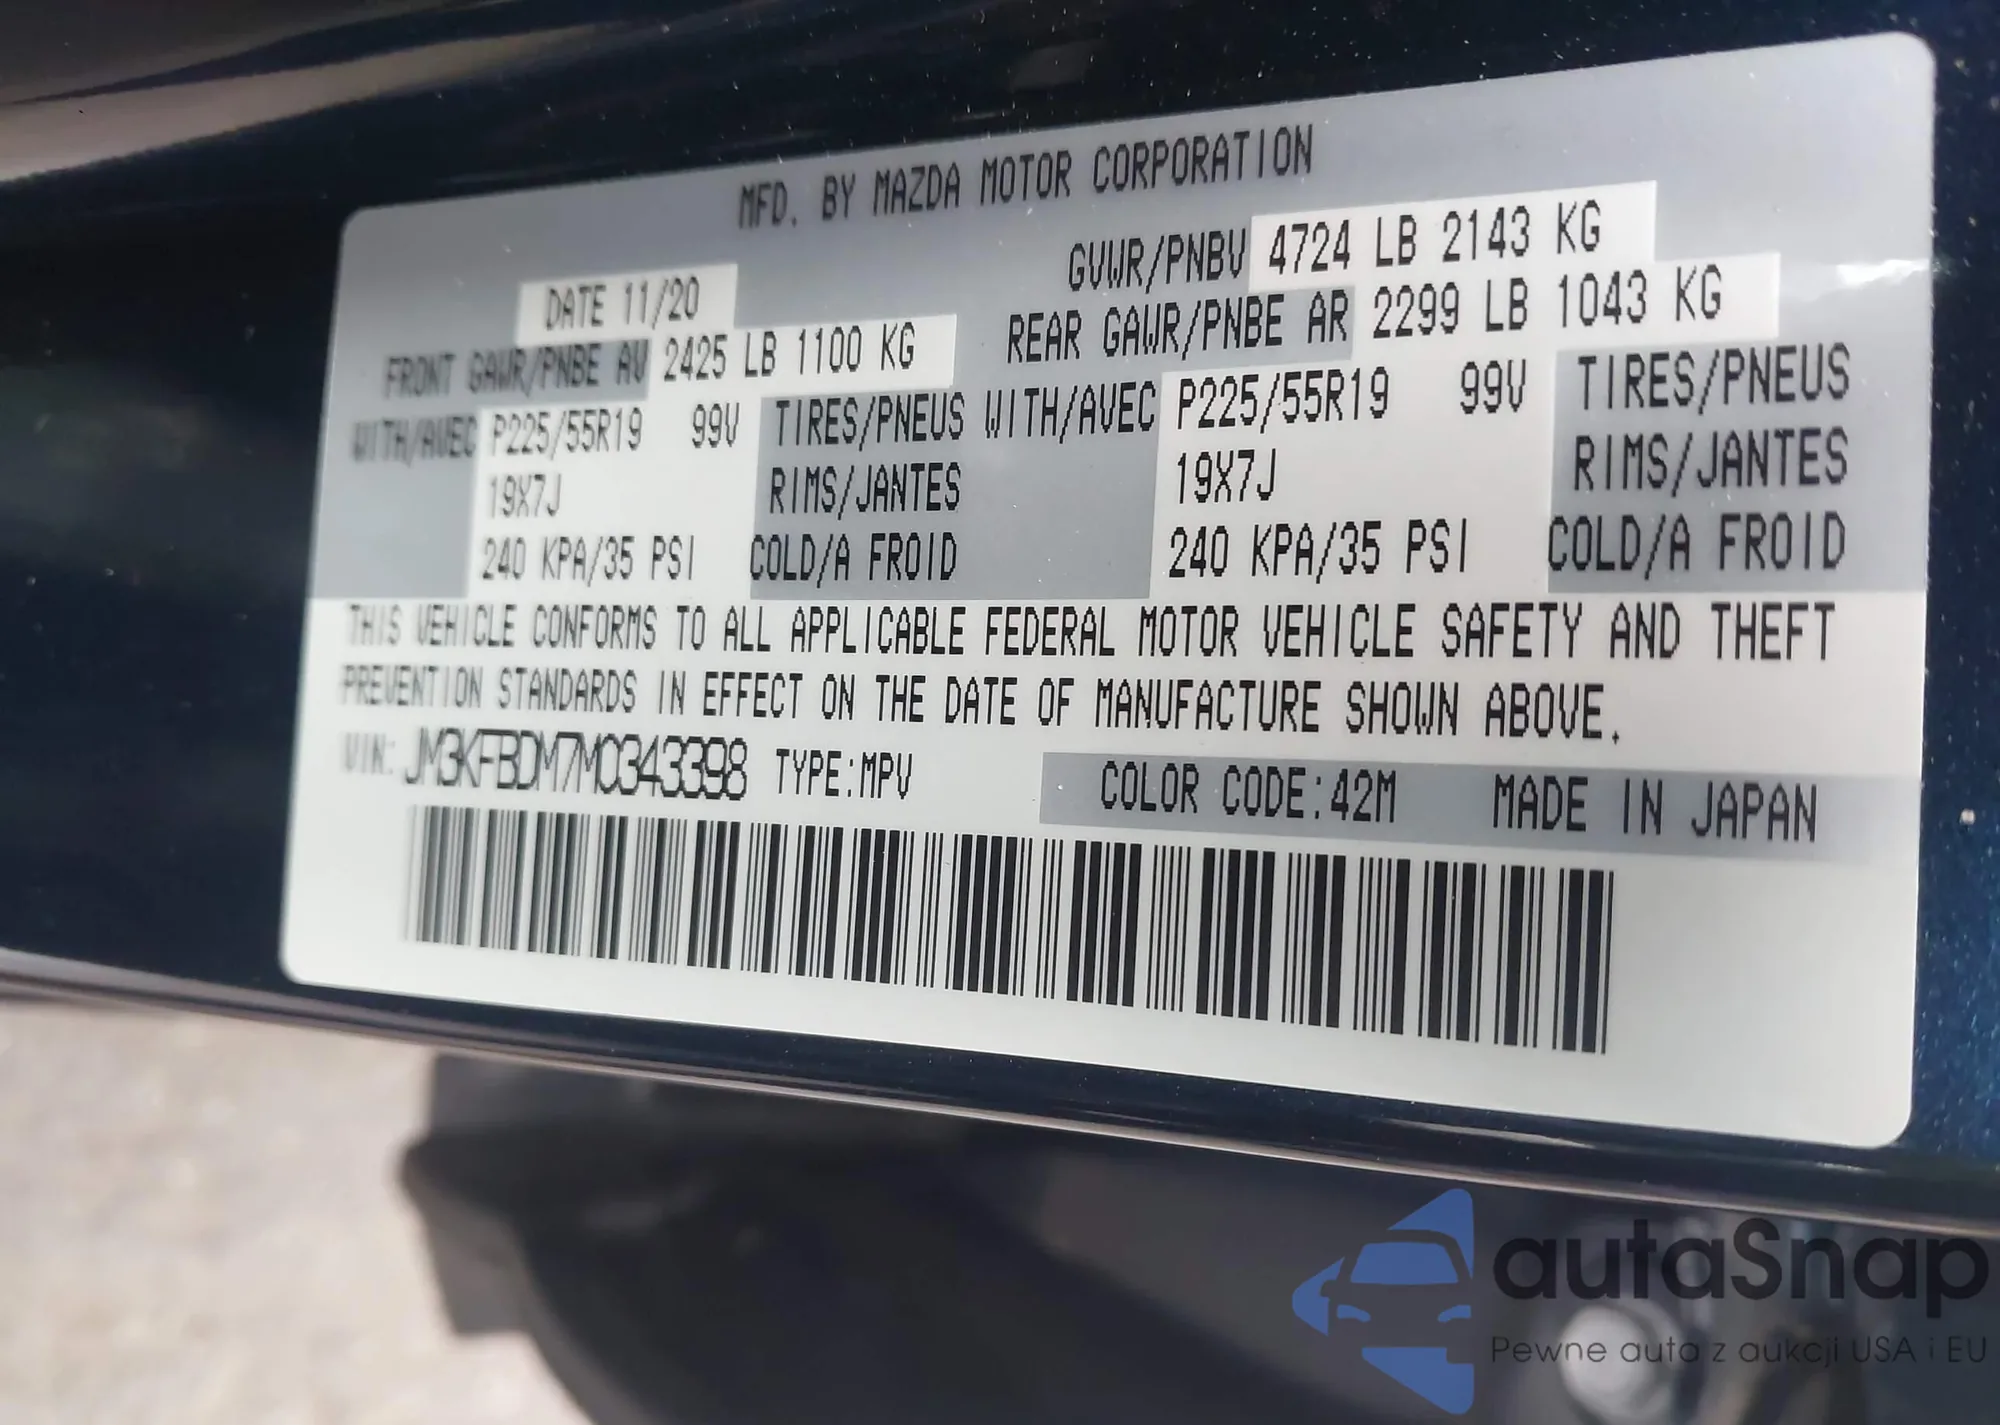 MFD. BY MAZDA MOTOR CORPORATION
DATE 11/20
GVWR/PNBV 4724 LB 2143 KG
FRONT GAWR/PNBE AV 2425 LB 1100 KG
REAR GAWR/PNBE AR 2299 LB 1043 KG
WITH/AVEC P225/55R19 99V TIRES/PNEUS WITH/AVEC P225/55R19 99V TIRES/PNEUS
19X7J RIMS/JANTES 19X7J RIMS/JANTES
240 KPA/35 PSI COLD/A FROID 240 KPA/35 PSI COLD/A FROID
THIS VEHICLE CONFORMS TO ALL APPLICABLE FEDERAL MOTOR VEHICLE SAFETY AND THEFT
PREVENTION STANDARDS IN EFFECT ON THE DATE OF MANUFACTURE SHOWN ABOVE.
VIN: JM3KFBDM7M0343398 TYPE:MPV COLOR CODE:42M MADE IN JAPAN
autaSnap
Pewne auta z aukcji USA i EU